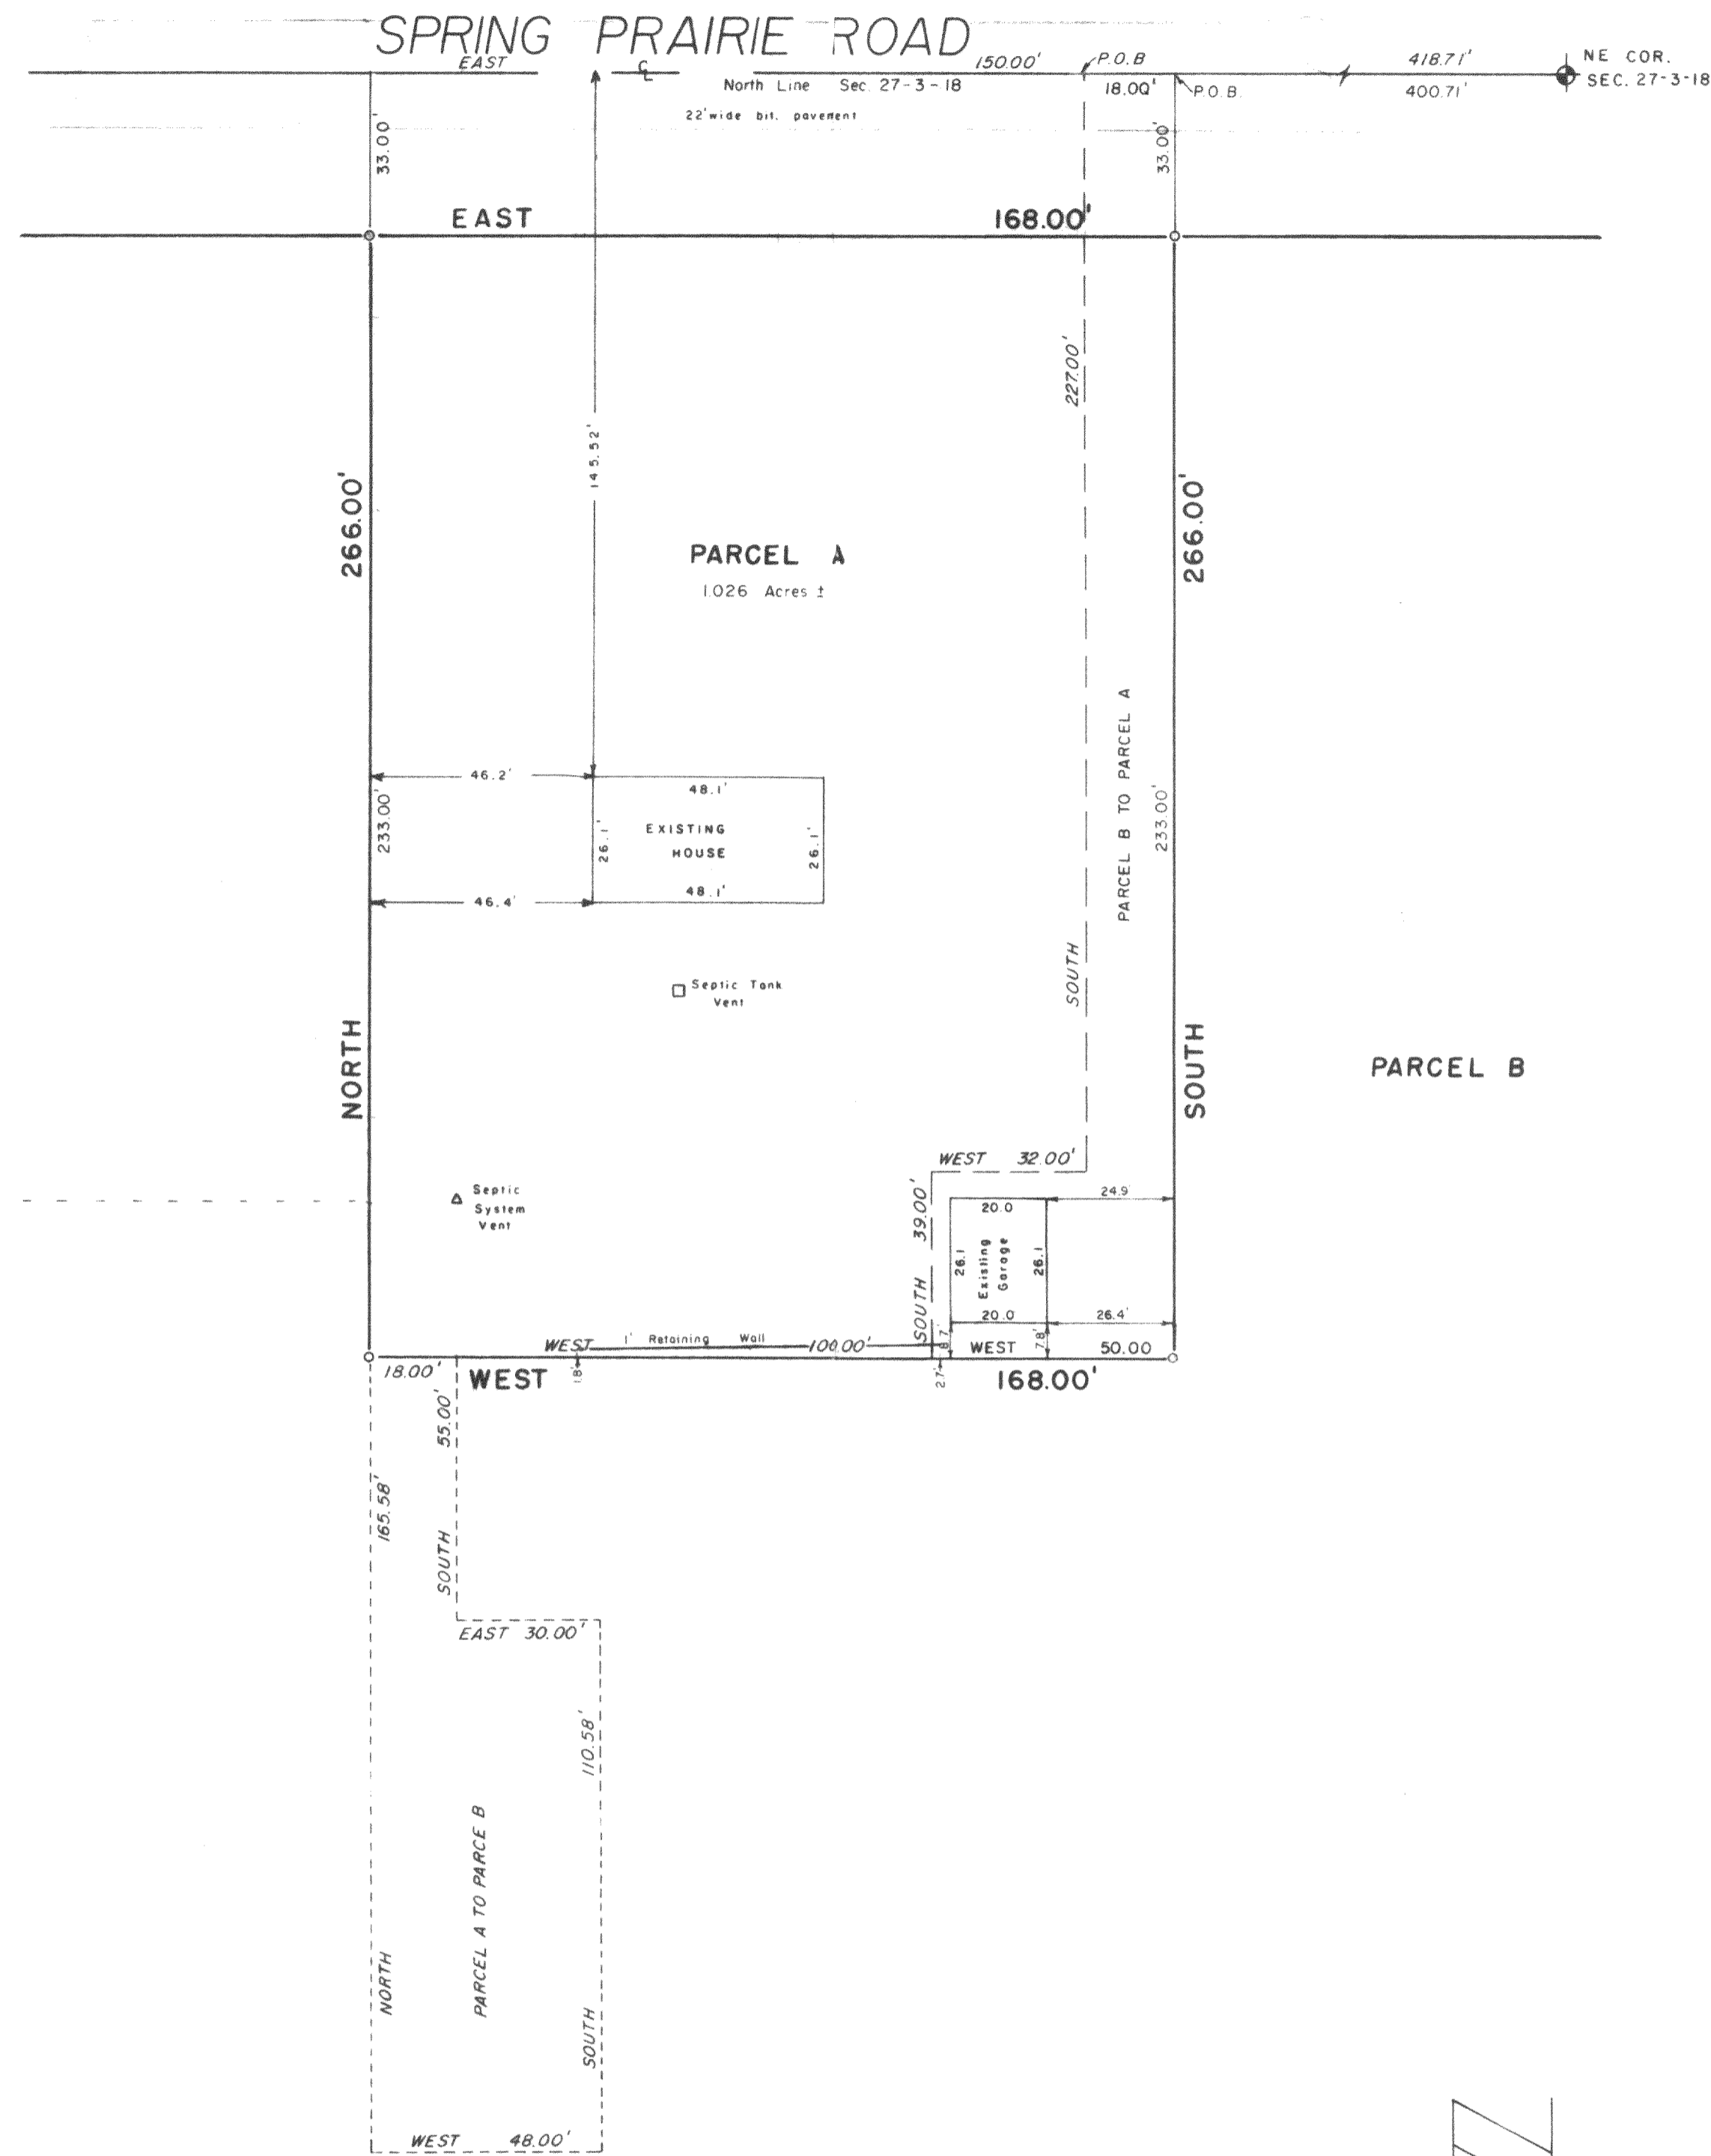 SPRING PRAIRIE ROAD
EAST
℄
150.00'
P.O.B
418.71'
NE COR.
SEC. 27-3-18
North Line Sec. 27-3-18
18.00'
P.O.B.
400.71'
22' wide bit. pavement
33.00'
33.00'
EAST
168.00'
227.00'
145.52'
266.00'
266.00'
PARCEL A
1.026 Acres ±
PARCEL B TO PARCEL A
46.2'
48.1'
233.00'
26.1'
EXISTING
HOUSE
26.1'
233.00'
46.4'
48.1'
SOUTH
Septic Tank
Vent
NORTH
SOUTH
PARCEL B
WEST 32.00'
Septic
System
Vent
SOUTH 39.00'
24.9'
20.0
26.1
Existing
Garage
26.1
20.0
26.4'
WEST
1' Retaining Wall
100.00'
8.7'
WEST
7.8'
50.00
18.00'
WEST
1.8'
2.7'
168.00'
SOUTH 55.00'
165.58'
EAST 30.00'
110.58'
PARCEL A TO PARCE B
NORTH
SOUTH
WEST 48.00'